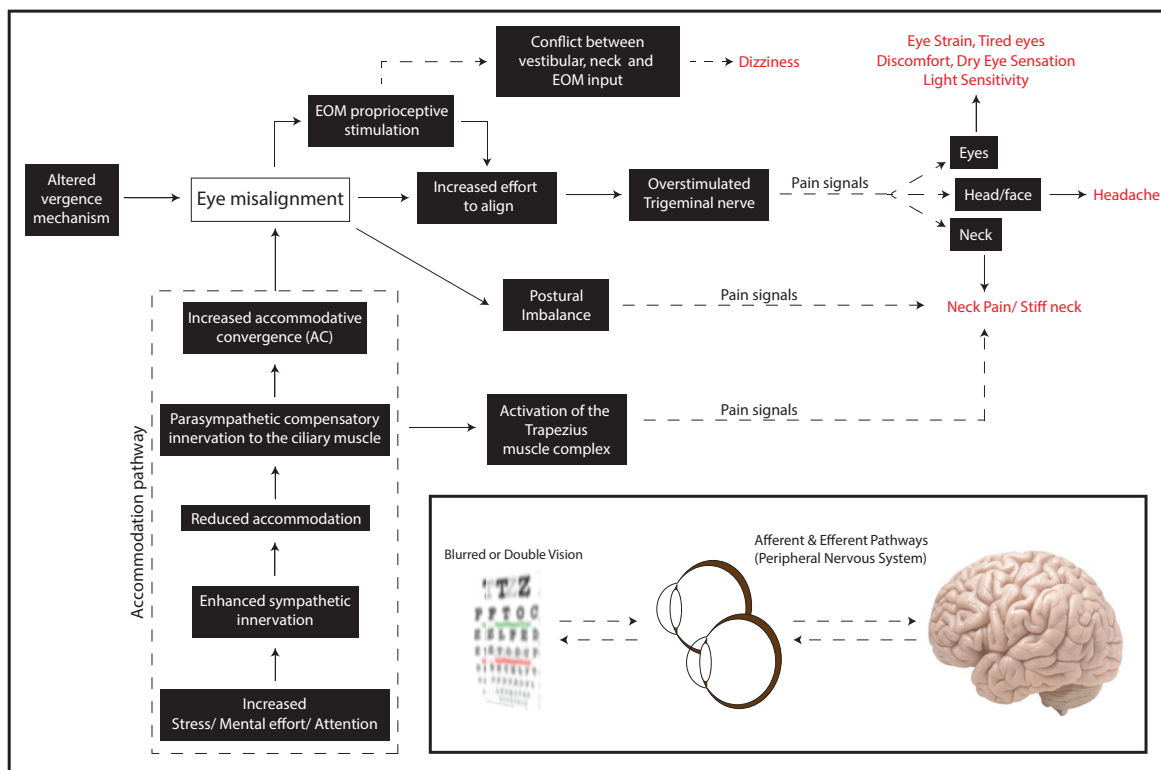 Conflict between
vestibular, neck and
EOM input
Dizziness
Eye Strain, Tired eyes
Discomfort, Dry Eye Sensation
Light Sensitivity
EOM proprioceptive
stimulation
Eyes
Altered
vergence
mechanism
Eye misalignment
Increased effort
to align
Overstimulated
Trigeminal nerve
Pain signals
Head/face
Headache
Neck
Postural
Imbalance
Pain signals
Neck Pain/ Stiff neck
Increased accommodative
convergence (AC)
Parasympathetic compensatory
innervation to the ciliary muscle
Activation of the
Trapezius
muscle complex
Pain signals
Accommodation pathway
Reduced accommodation
Enhanced sympathetic
innervation
Increased
Stress/ Mental effort/ Attention
Blurred or Double Vision
Afferent & Efferent Pathways
(Peripheral Nervous System)
T Z